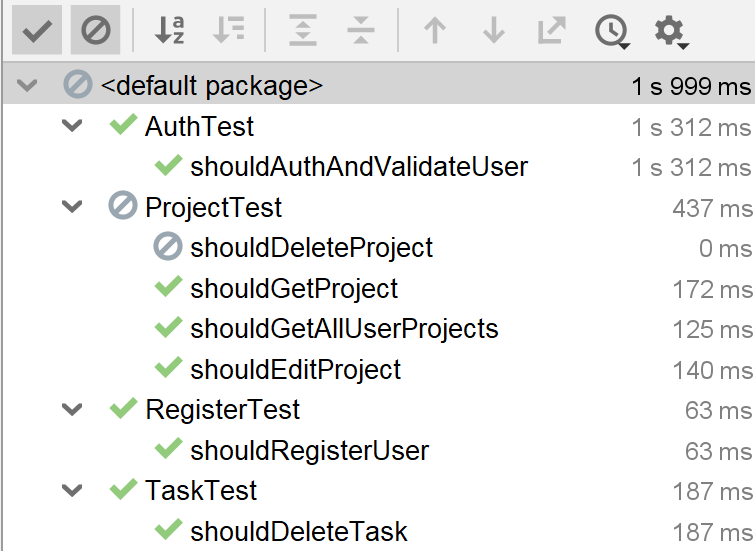 a
z
<default package> 1 s 999 ms
AuthTest 1 s 312 ms
shouldAuthAndValidateUser 1 s 312 ms
ProjectTest 437 ms
shouldDeleteProject 0 ms
shouldGetProject 172 ms
shouldGetAllUserProjects 125 ms
shouldEditProject 140 ms
RegisterTest 63 ms
shouldRegisterUser 63 ms
TaskTest 187 ms
shouldDeleteTask 187 ms